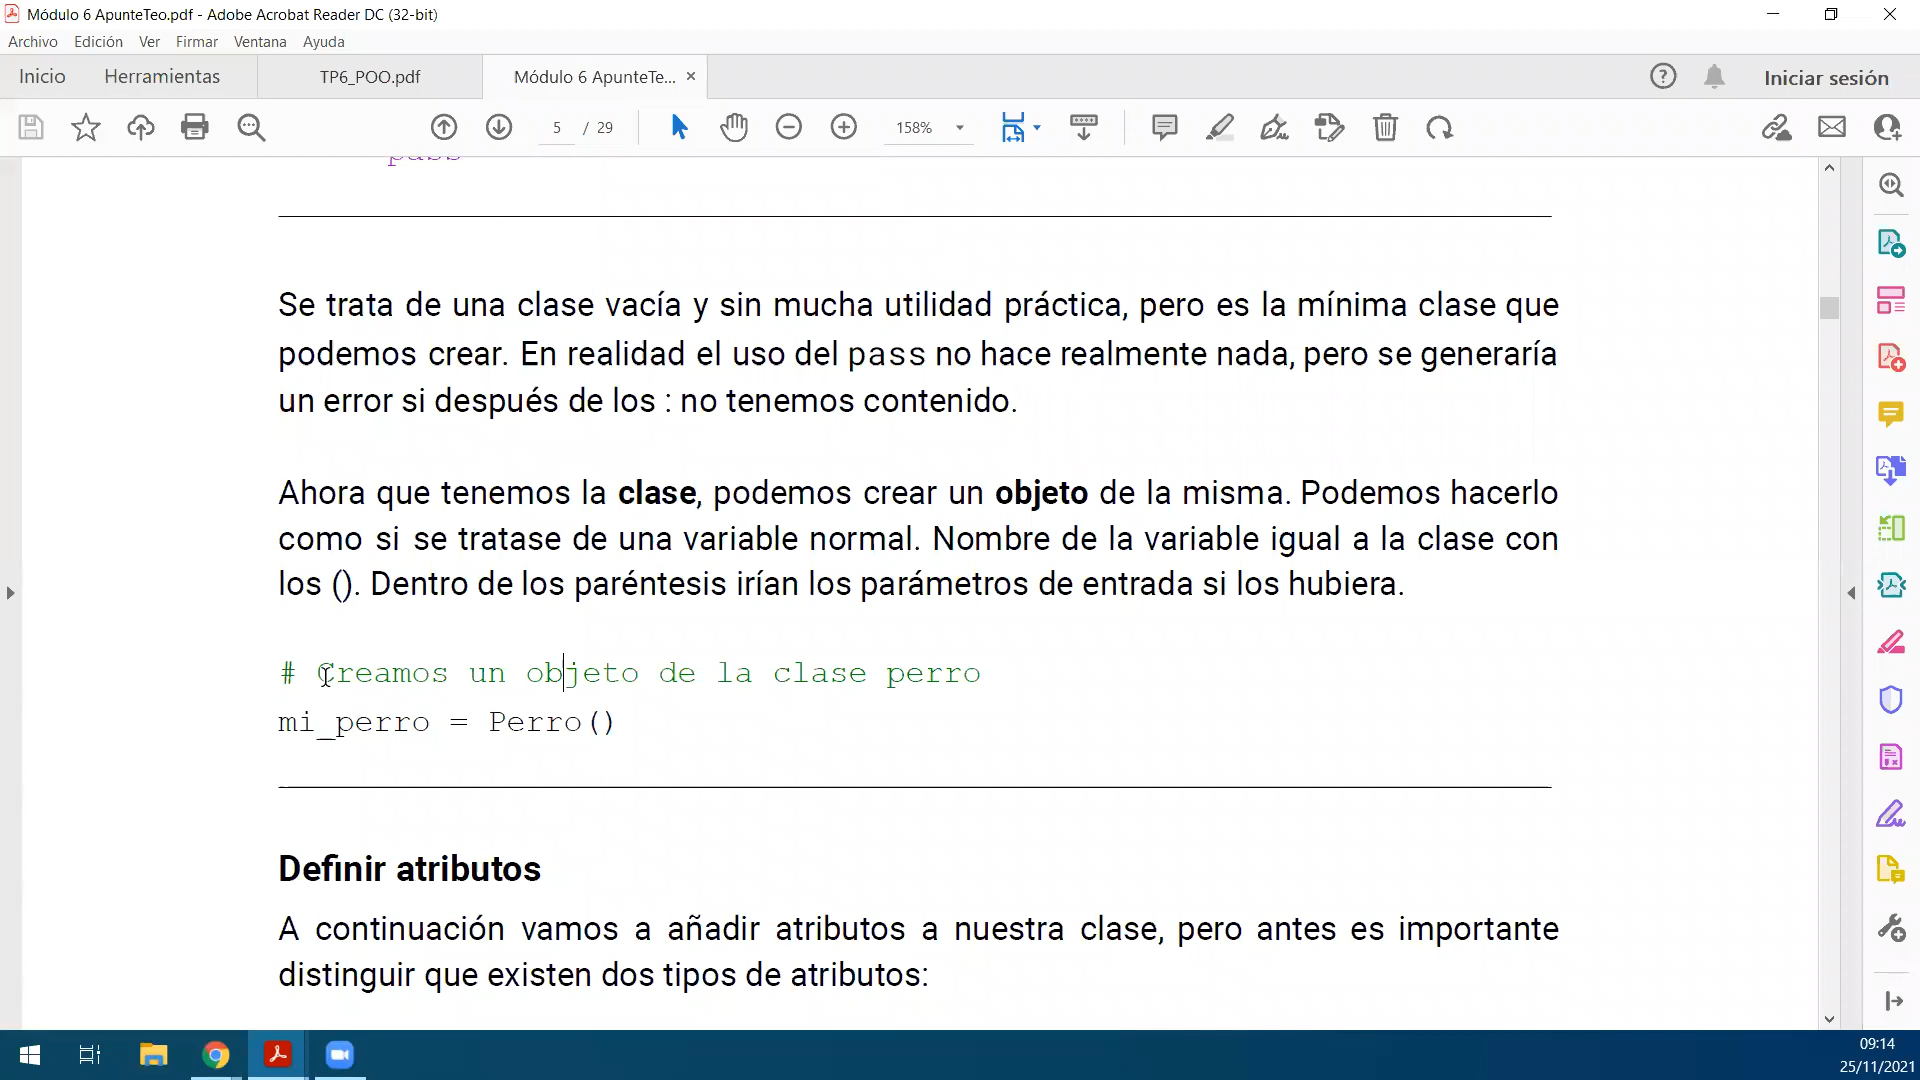 Módulo 6 ApunteTeo.pdf - Adobe Acrobat Reader DC (32-bit)
Archivo Edición Ver Firmar Ventana Ayuda
Inicio Herramientas TP6_POO.pdf Módulo 6 ApunteTe... × Iniciar sesión
5 / 29 158%
pass
Se trata de una clase vacía y sin mucha utilidad práctica, pero es la mínima clase que
podemos crear. En realidad el uso del pass no hace realmente nada, pero se generaría
un error si después de los : no tenemos contenido.
Ahora que tenemos la clase, podemos crear un objeto de la misma. Podemos hacerlo
como si se tratase de una variable normal. Nombre de la variable igual a la clase con
los (). Dentro de los paréntesis irían los parámetros de entrada si los hubiera.
# Creamos un objeto de la clase perro
mi_perro = Perro()
Definir atributos
A continuación vamos a añadir atributos a nuestra clase, pero antes es importante
distinguir que existen dos tipos de atributos:
09:14
25/11/2021